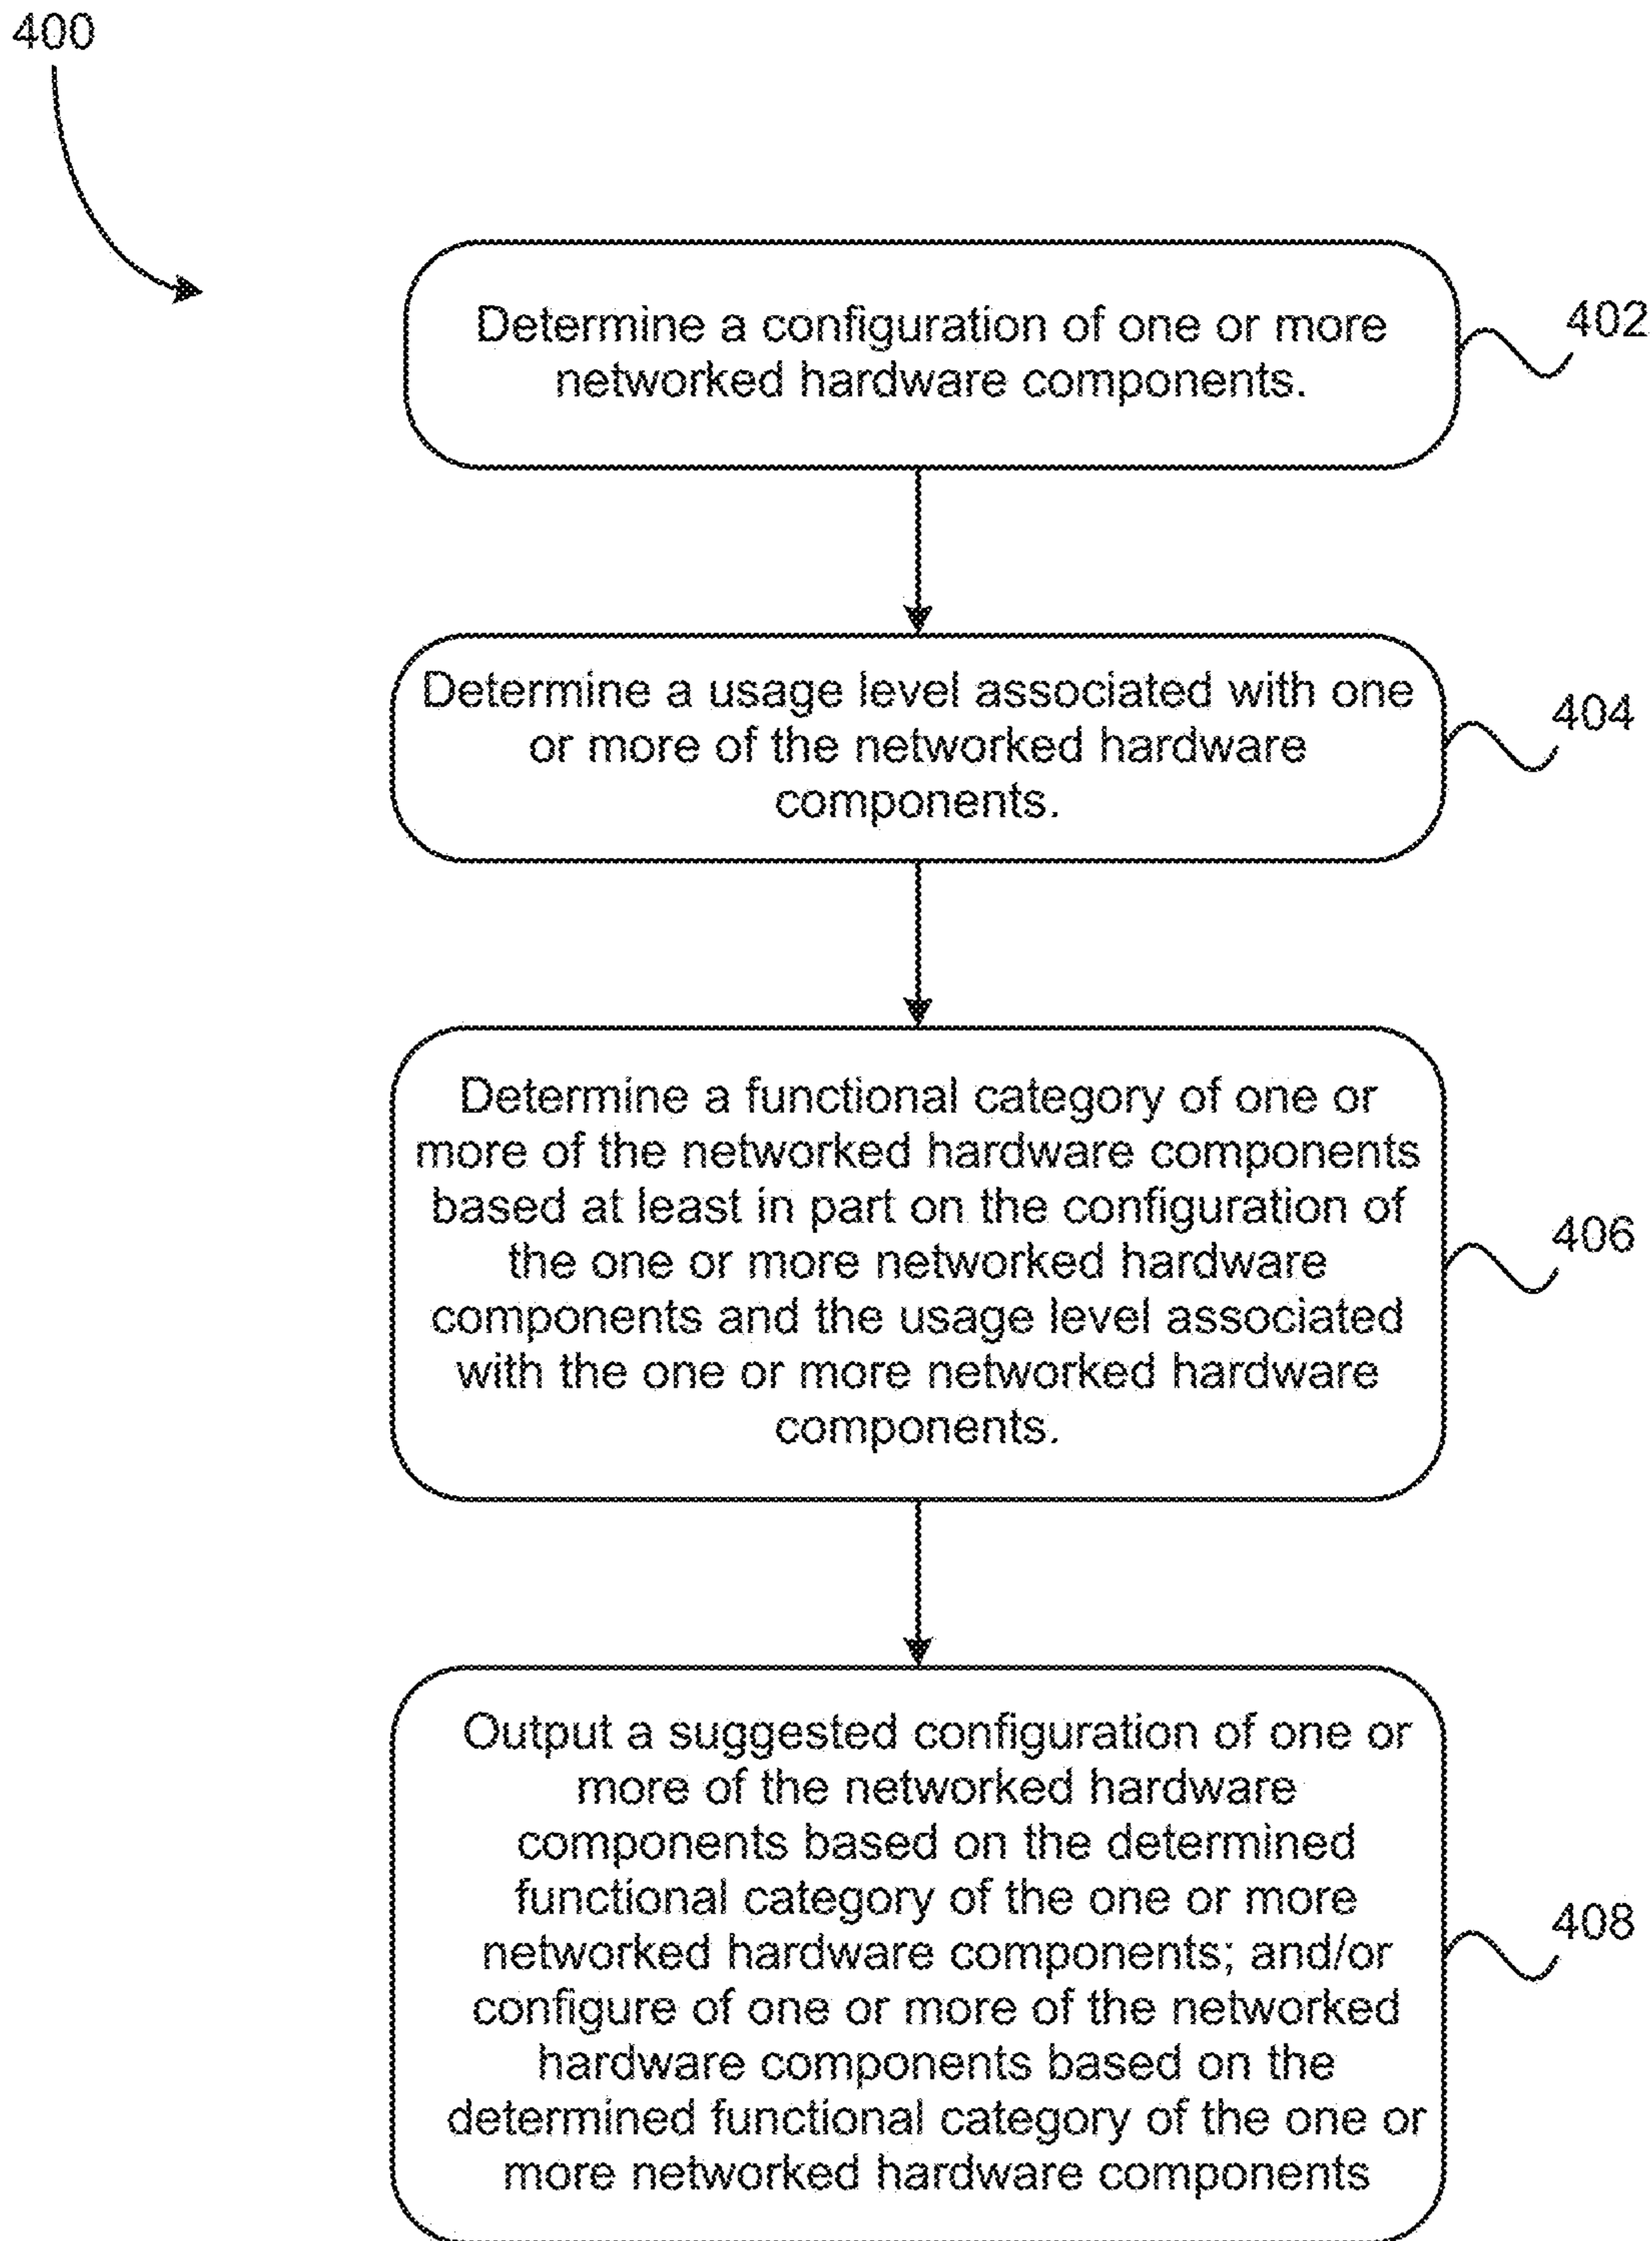 400
Determine a configuration of one or more
networked hardware components.
402
Determine a usage level associated with one
or more of the networked hardware
components.
404
Determine a functional category of one or
more of the networked hardware components
based at least in part on the configuration of
the one or more networked hardware
components and the usage level associated
with the one or more networked hardware
components.
406
Output a suggested configuration of one or
more of the networked hardware
components based on the determined
functional category of the one or more
networked hardware components; and/or
configure of one or more of the networked
hardware components based on the
determined functional category of the one or
more networked hardware components
408